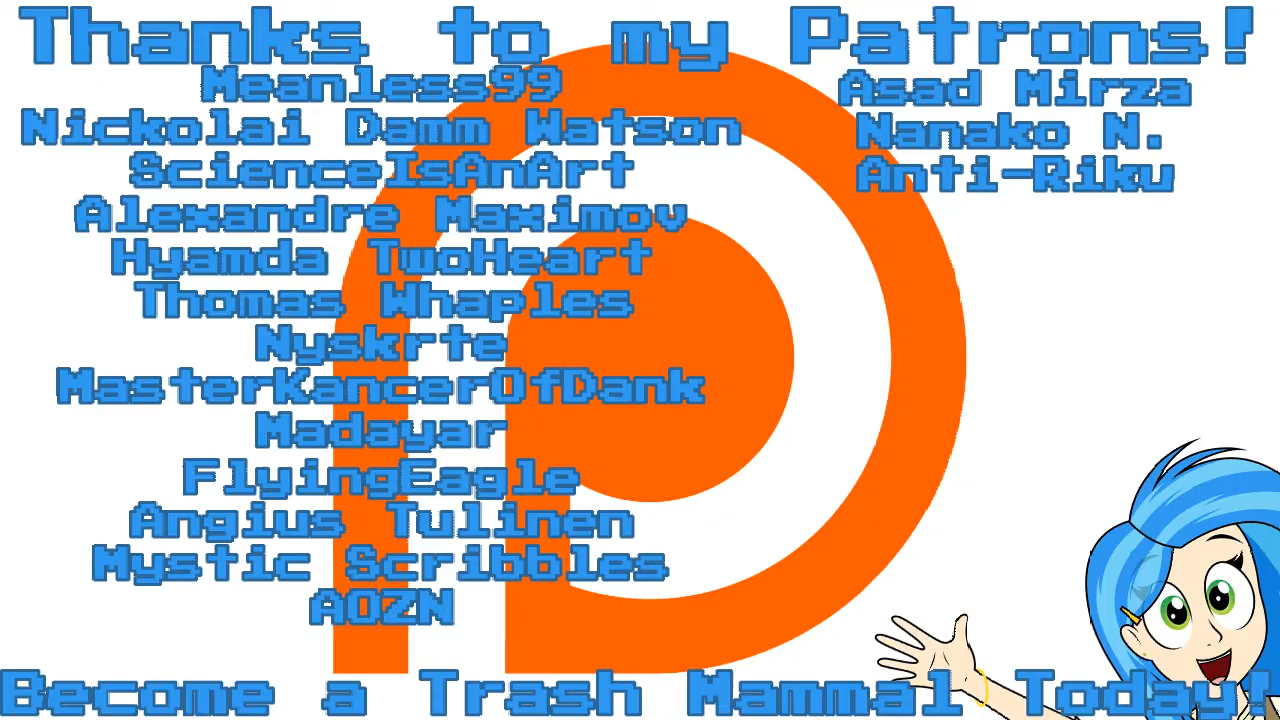 Thanks to my Patrons!
Meanless99
Nickolai Damm Watson
ScienceIsAnArt
Alexandre Maximov
Hyamda TwoHeart
Thomas Whaples
Nyskrte
MasterKancerOfDank
Madayar
FlyingEagle
Angius Tulinen
Mystic Scribbles
AOZN
Asad Mirza
Nanako N.
Anti-Riku
Become a Trash Mammal Today!